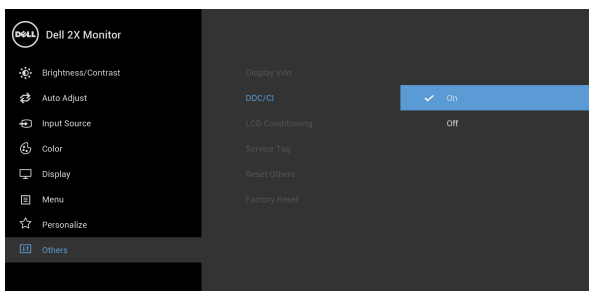 DELL Dell 2X Monitor
Brightness/Contrast
Auto Adjust
Input Source
Color
Display
Menu
Personalize
Others
Display Info
DDC/CI
LCD Conditioning
Service Tag
Reset Others
Factory Reset
On
Off